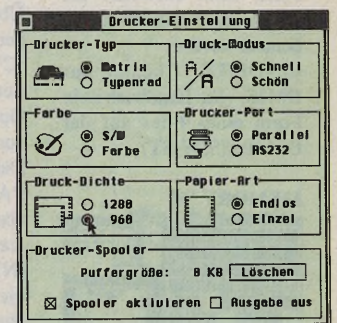 Drucker-Einstellung
Drucker-Typ
Matrix
Typenrad
Druck-Modus
A/A
Schnell
Schön
Farbe
S/W
Farbe
Drucker-Port
Parallel
RS232
Druck-Dichte
1280
960
Papier-Art
Endlos
Einzel
Drucker-Spooler
Puffergröße: 0 KB Löschen
Spooler aktivieren Ausgabe aus